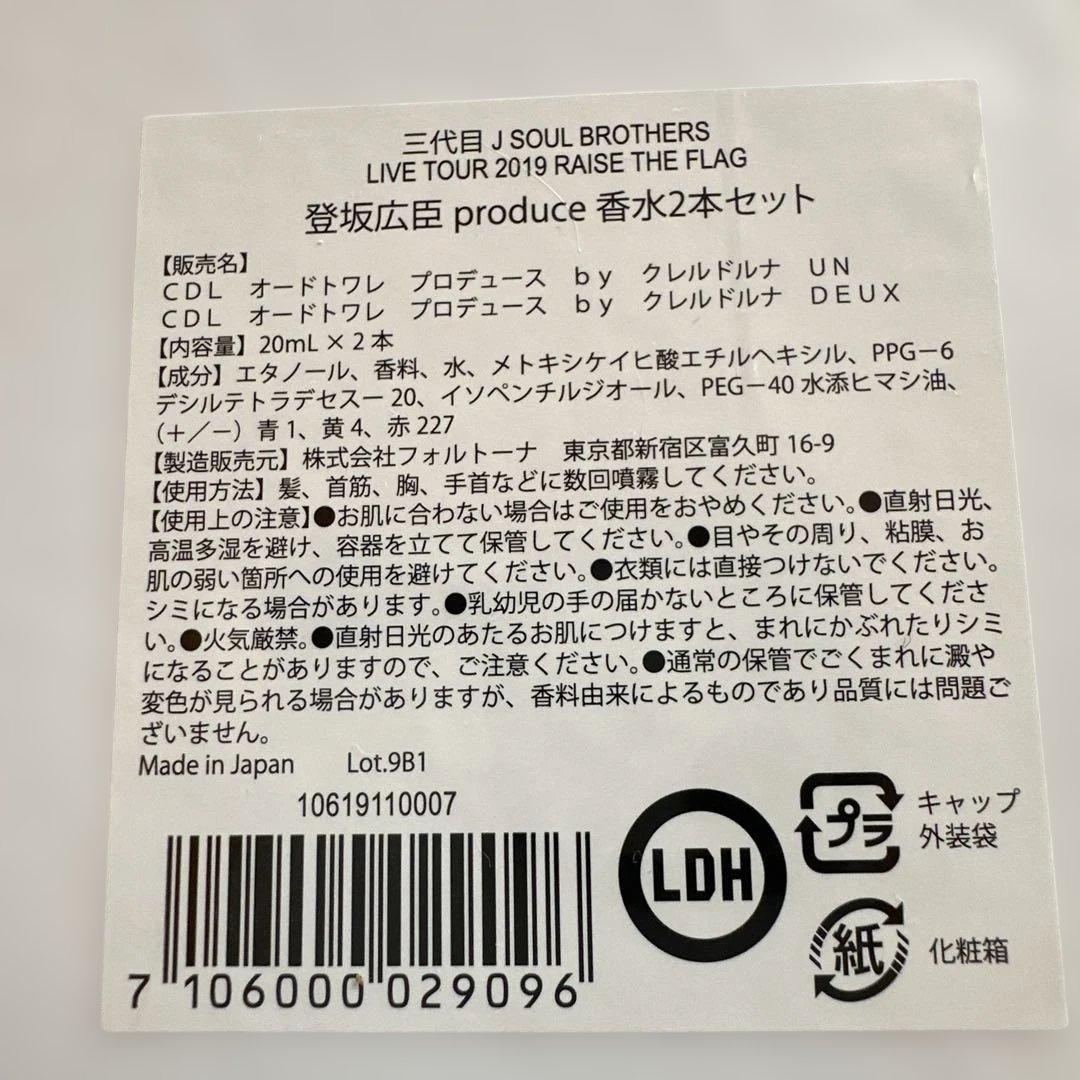 三代目 J SOUL BROTHERS
LIVE TOUR 2019 RAISE THE FLAG
登坂広臣 produce 香水2本セット
【販売名】
ＣＤＬ　オードトワレ　プロデュース　ｂｙ　クレルドルナ　ＵＮ
ＣＤＬ　オードトワレ　プロデュース　ｂｙ　クレルドルナ　ＤＥＵＸ
【内容量】20mL × 2 本
【成分】エタノール、香料、水、メトキシケイヒ酸エチルヘキシル、PPG－6
デシルテトラデセスー 20、イソペンチルジオール、PEG－40 水添ヒマシ油、
（＋／－）青 1、黄 4、赤 227
【製造販売元】株式会社フォルトーナ　東京都新宿区富久町 16-9
【使用方法】髪、首筋、胸、手首などに数回噴霧してください。
【使用上の注意】●お肌に合わない場合はご使用をおやめください。●直射日光、
高温多湿を避け、容器を立てて保管してください。●目やその周り、粘膜、お
肌の弱い箇所への使用を避けてください。●衣類には直接つけないでください。
シミになる場合があります。●乳幼児の手の届かないところに保管してくださ
い。●火気厳禁。●直射日光のあたるお肌につけますと、まれにかぶれたりシミ
になることがありますので、ご注意ください。●通常の保管でごくまれに澱や
変色が見られる場合がありますが、香料由来によるものであり品質には問題ご
ざいません。
Made in Japan　　Lot.9B1
10619110007
7 106000 029096
LDH
プラ
キャップ
外装袋
紙
化粧箱